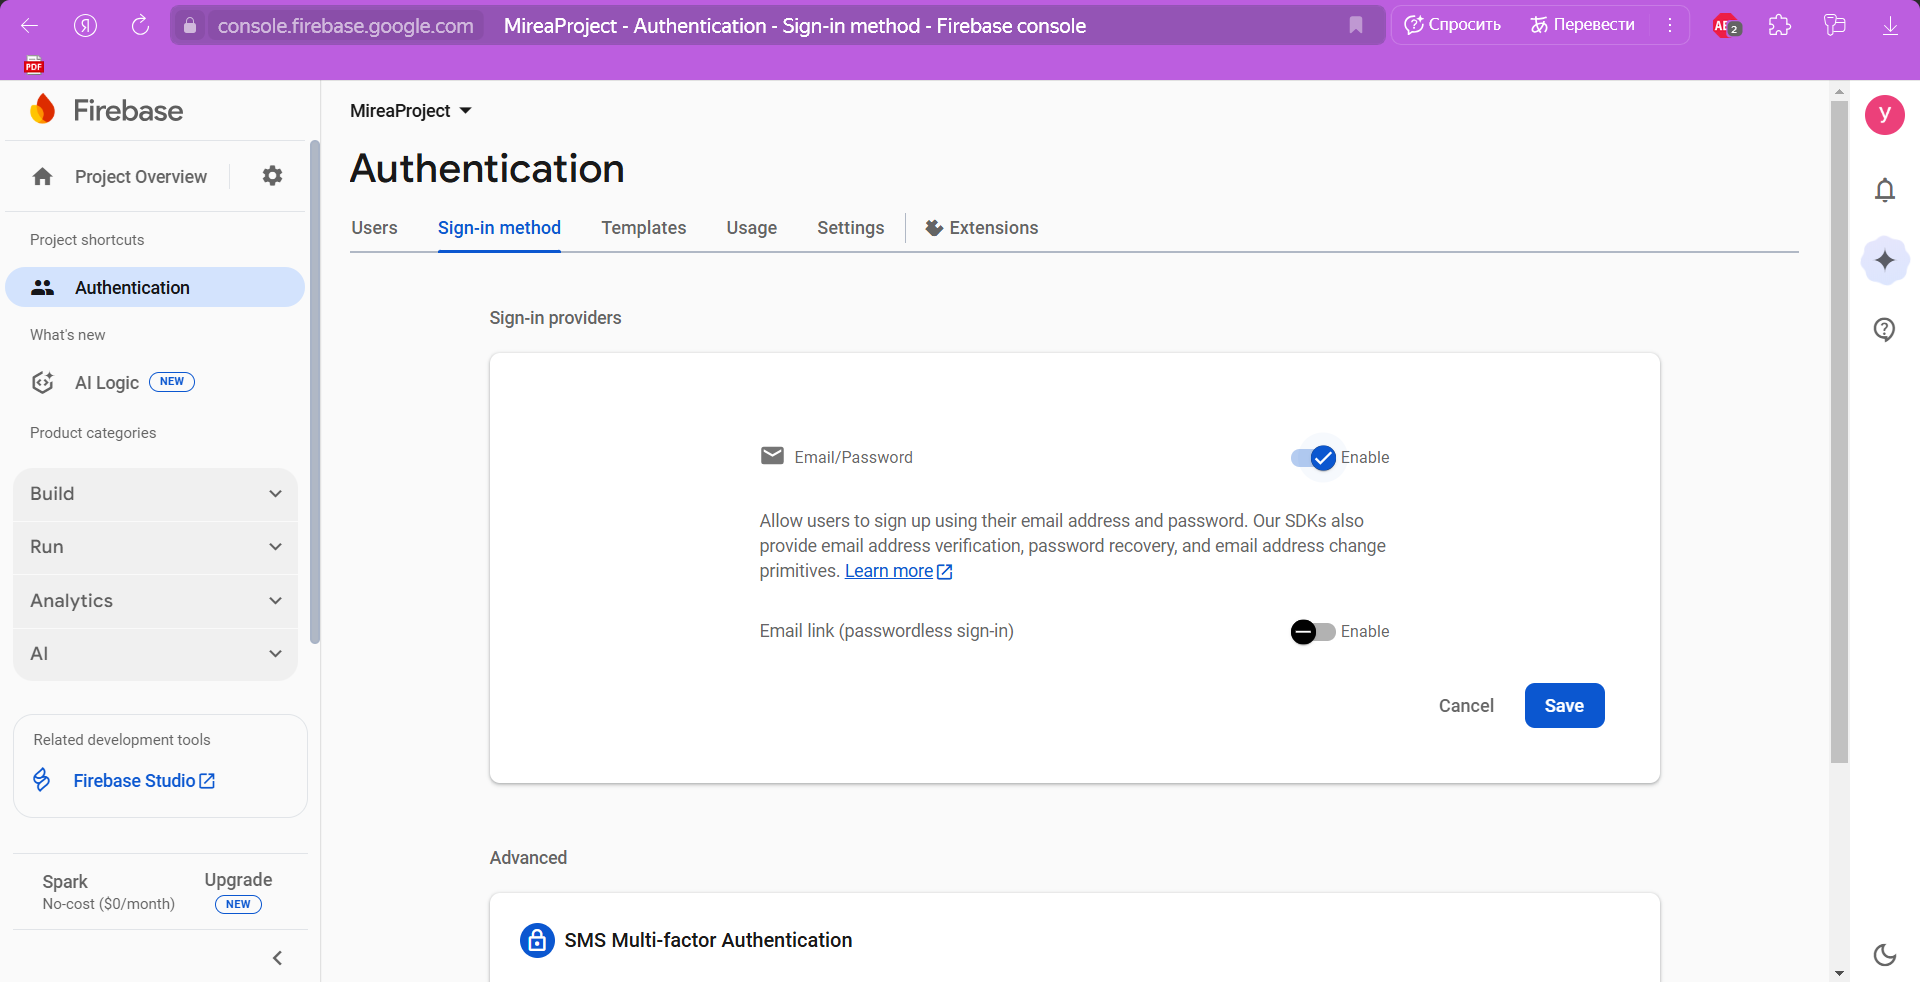 Я
console.firebase.google.com
MireaProject - Authentication - Sign-in method - Firebase console
Спросить
Перевести
2
PDF
Firebase
Project Overview
Project shortcuts
Authentication
What's new
AI Logic
NEW
Product categories
Build
Run
Analytics
AI
Related development tools
Firebase Studio
Spark
No-cost ($0/month)
Upgrade
NEW
MireaProject
Authentication
Users
Sign-in method
Templates
Usage
Settings
Extensions
Sign-in providers
Email/Password
Enable
Allow users to sign up using their email address and password. Our SDKs also
provide email address verification, password recovery, and email address change
primitives. Learn more
Email link (passwordless sign-in)
Enable
Cancel
Save
Advanced
SMS Multi-factor Authentication
y